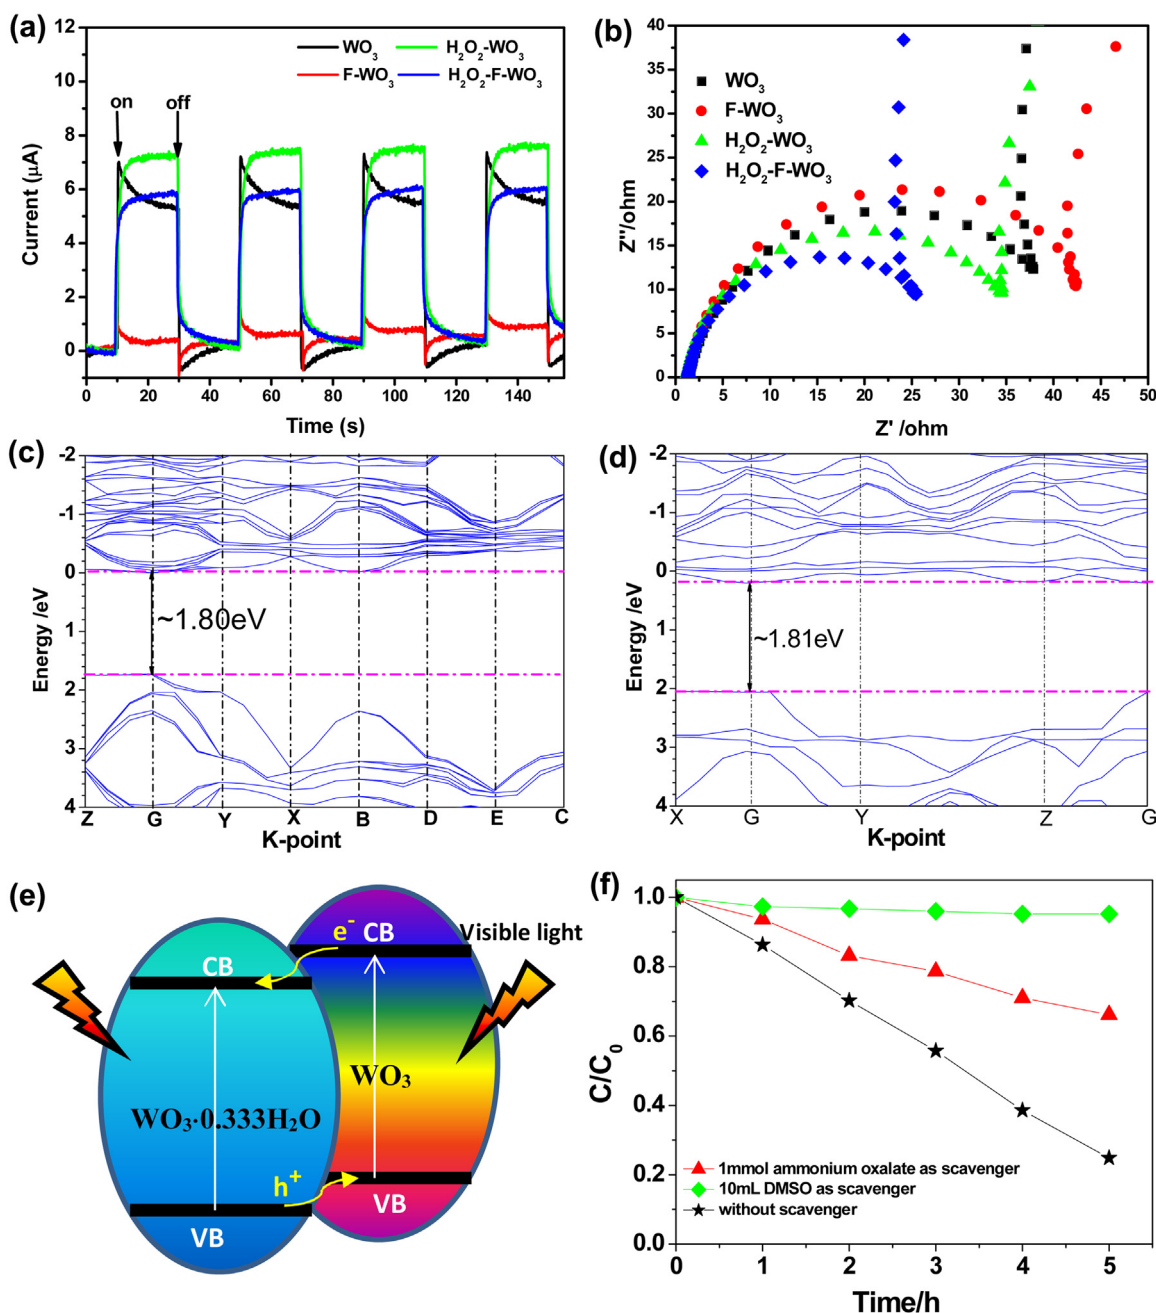 (a)
12
10
8
6
4
2
0
Current (μA)
WO₃
H₂O₂-WO₃
F-WO₃
H₂O₂-F-WO₃
on
off
0 20 40 60 80 100 120 140
Time (s)
(b)
40
35
30
25
20
15
10
5
0
Z''/ohm
WO₃
F-WO₃
H₂O₂-WO₃
H₂O₂-F-WO₃
0 5 10 15 20 25 30 35 40 45 50
Z' /ohm
(c)
-2
-1
0
1
2
3
4
Energy /eV
~1.80eV
Z G Y X B D E C
K-point
(d)
-2
-1
0
1
2
3
4
Energy /eV
~1.81eV
X G Y Z G
K-point
(e)
CB
e⁻
CB
Visible light
WO₃
WO₃·0.333H₂O
h⁺
VB
VB
(f)
1.0
0.8
0.6
0.4
0.2
0.0
C/C₀
1mmol ammonium oxalate as scavenger
10mL DMSO as scavenger
without scavenger
0 1 2 3 4 5
Time/h